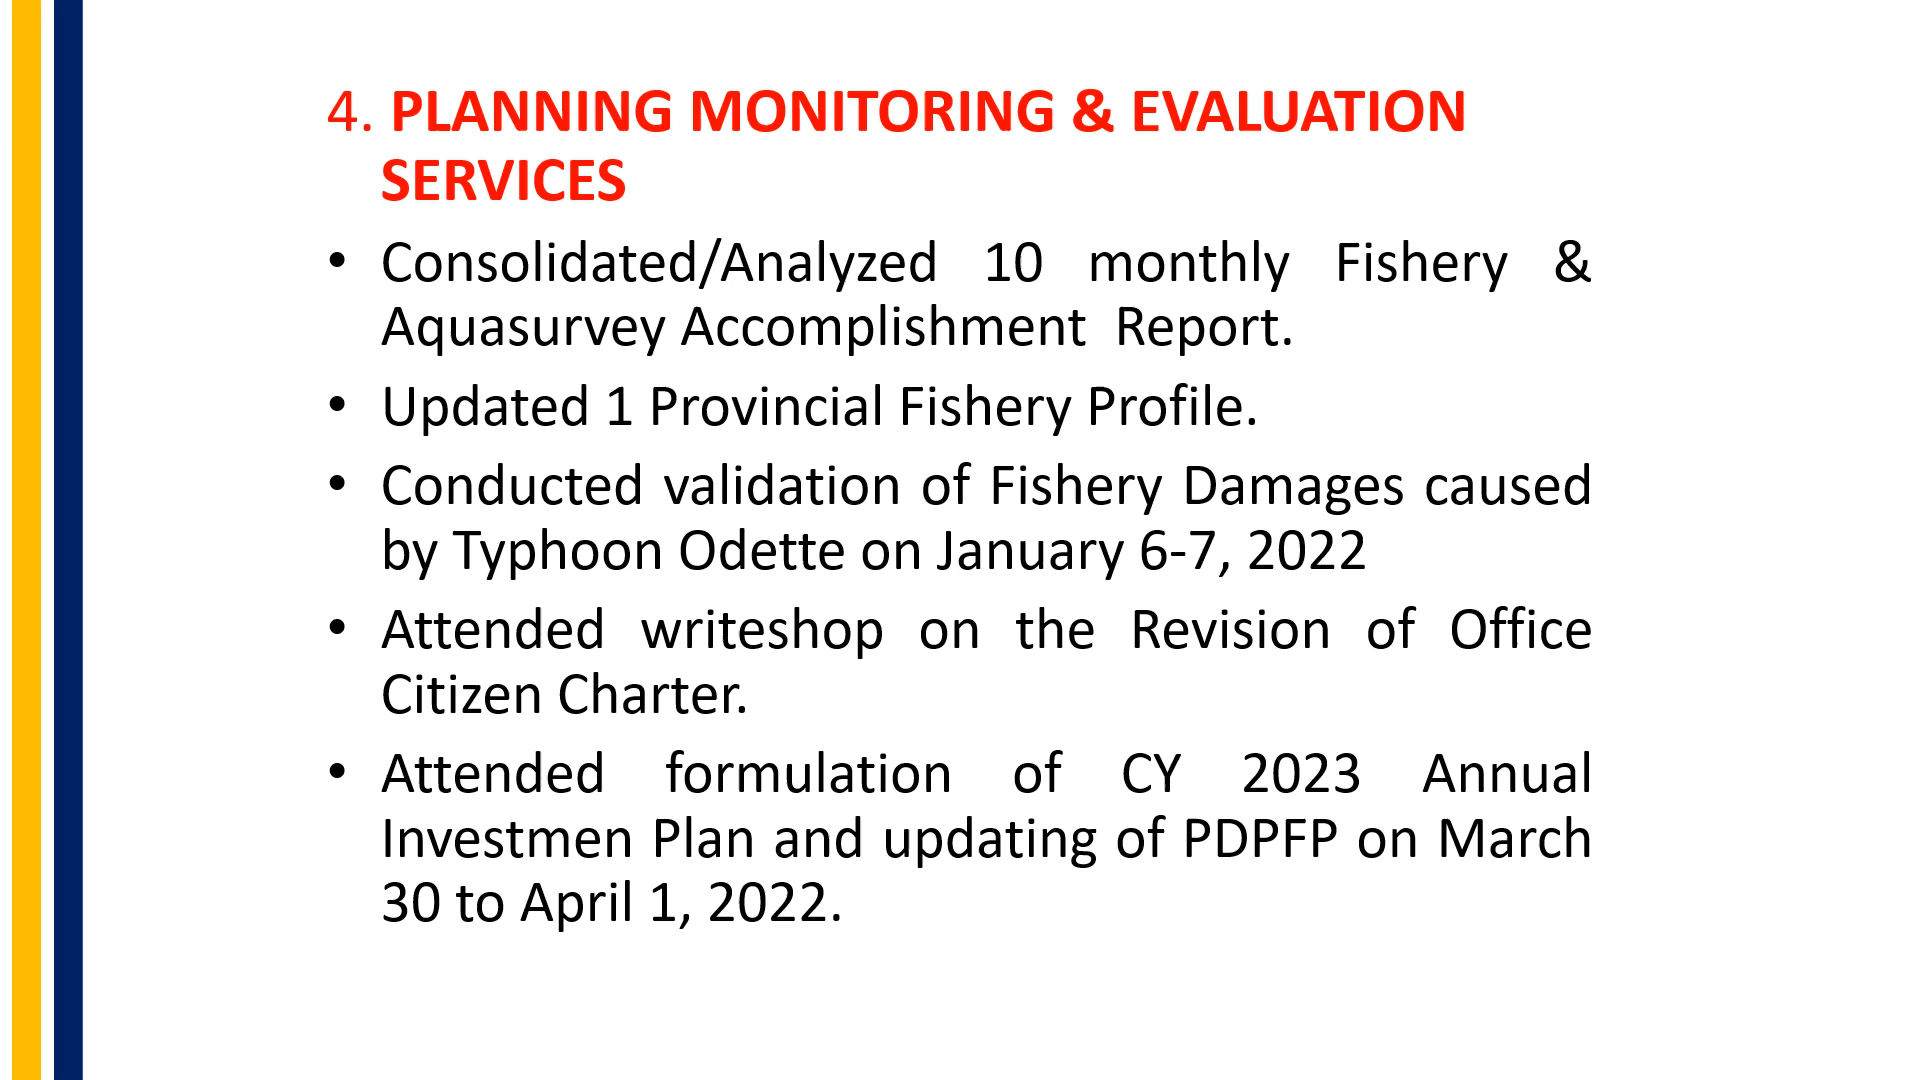 4. PLANNING MONITORING & EVALUATION
SERVICES
• Consolidated/Analyzed 10 monthly Fishery &
Aquasurvey Accomplishment  Report.
• Updated 1 Provincial Fishery Profile.
• Conducted validation of Fishery Damages caused
by Typhoon Odette on January 6-7, 2022
• Attended writeshop on the Revision of Office
Citizen Charter.
• Attended formulation of CY 2023 Annual
Investmen Plan and updating of PDPFP on March
30 to April 1, 2022.